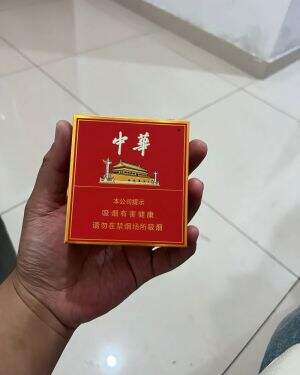 中華
本公司提示
吸烟有害健康
请勿在禁烟场所吸烟